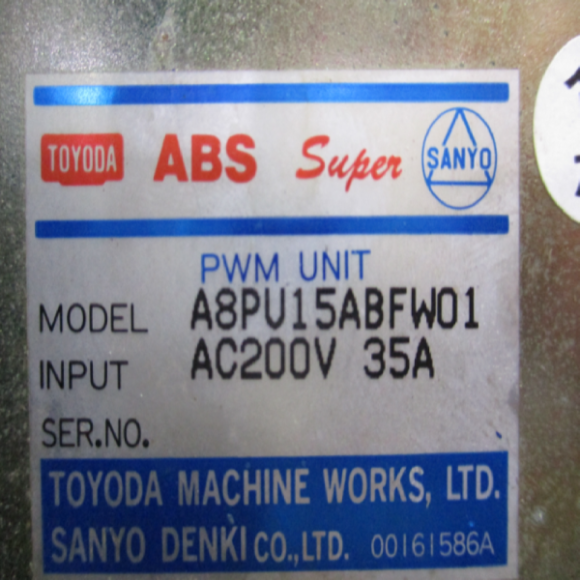 TOYODA ABS Super SANYO
PWM UNIT
MODEL A8PU15ABFW01
INPUT AC200V 35A
SER.NO.
TOYODA MACHINE WORKS, LTD.
SANYO DENKI CO.,LTD. 00161586A